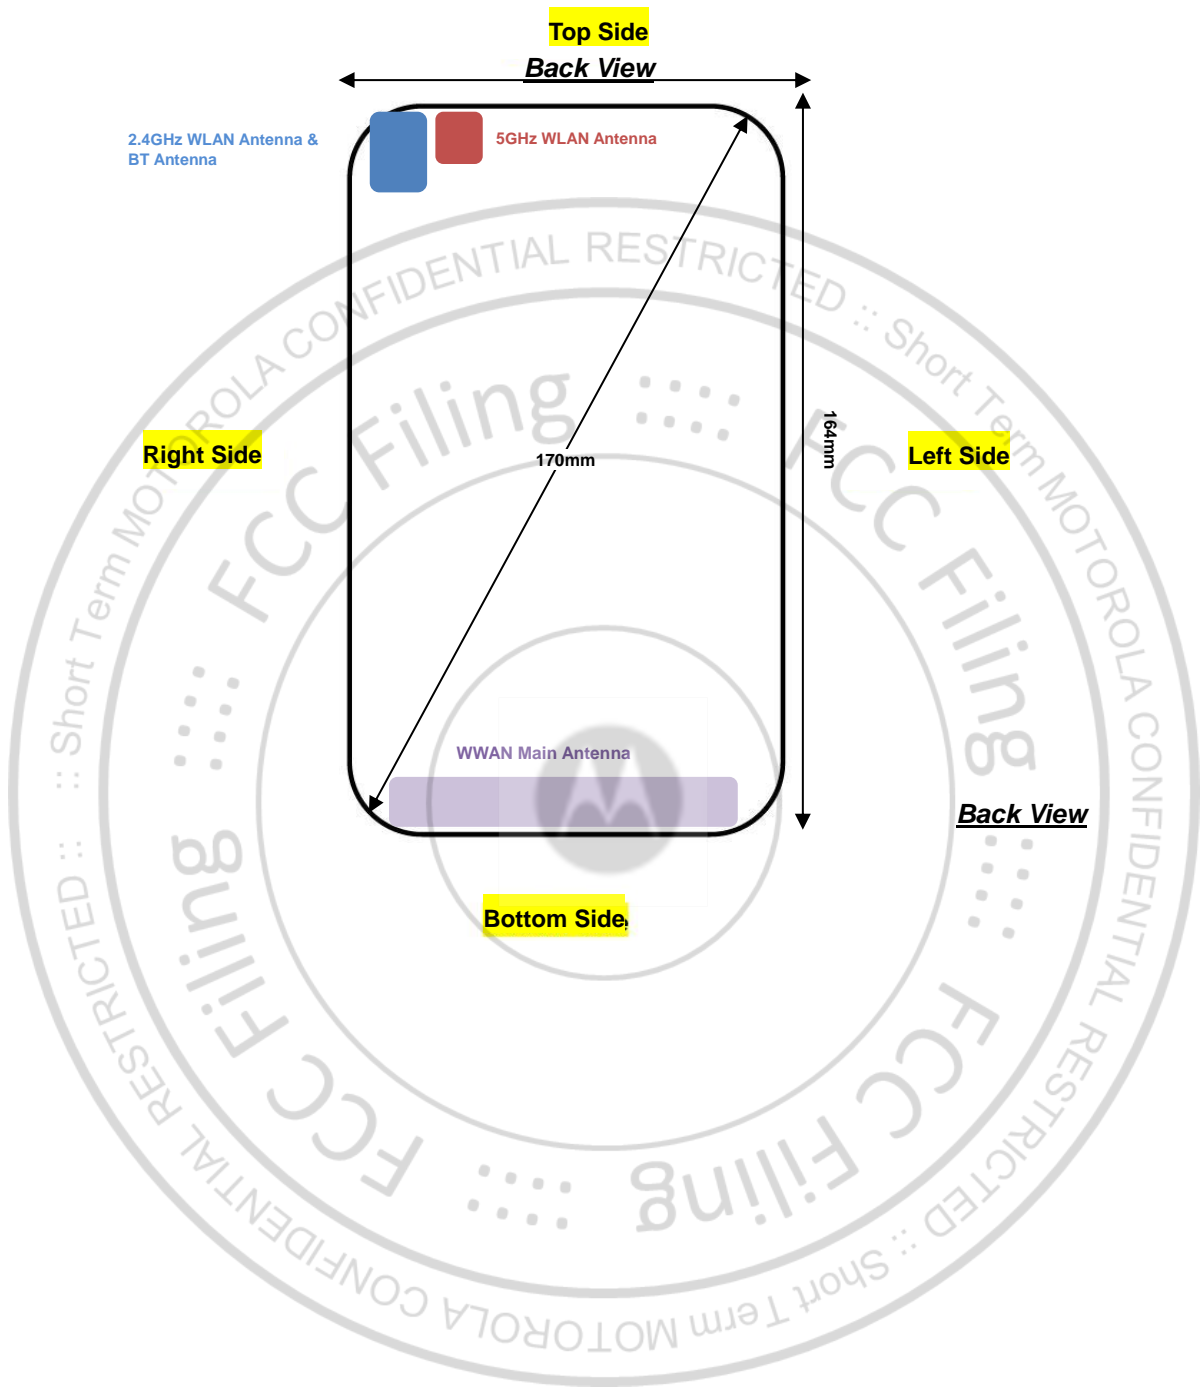 Top Side
Back View
2.4GHz WLAN Antenna &
BT Antenna
5GHz WLAN Antenna
Right Side
170mm
164mm
Left Side
WWAN Main Antenna
Back View
Bottom Side
MOTOROLA CONFIDENTIAL RESTRICTED :: Short Term MOTOROLA CONFIDENTIAL RESTRICTED :: Short Term MOTOROLA CONFIDENTIAL RESTRICTED :: Short Term
FCC Filing :::: FCC Filing :::: FCC Filing :::: FCC Filing ::::